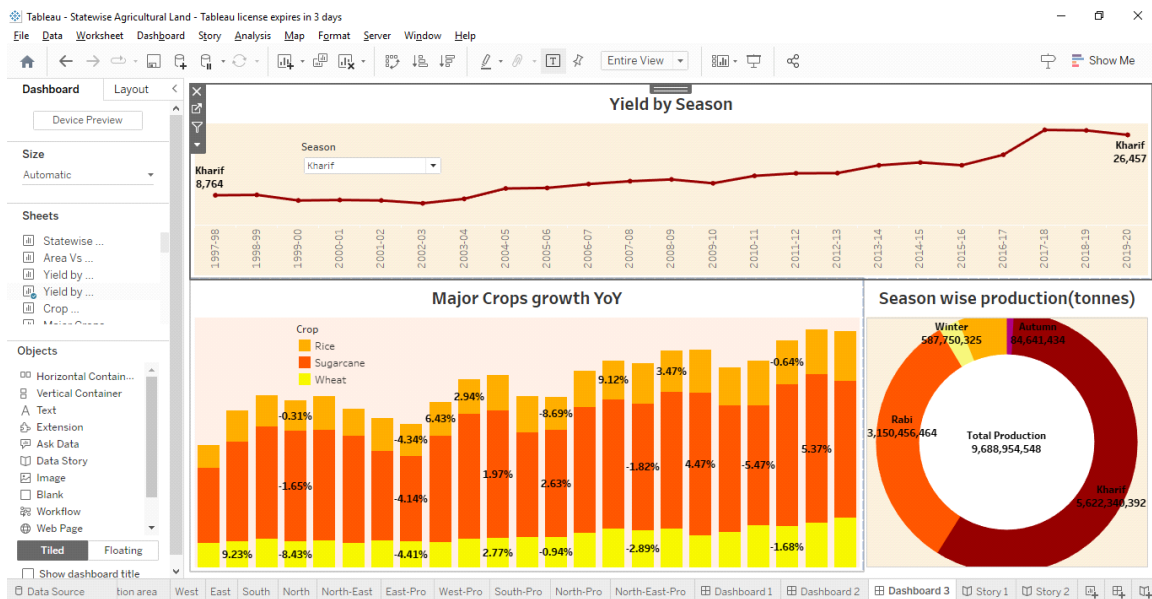 Tableau - Statewise Agricultural Land - Tableau license expires in 3 days
File Data Worksheet Dashboard Story Analysis Map Format Server Window Help
Entire View
Show Me
Dashboard Layout
Device Preview
Size
Automatic
Sheets
Statewise ...
Area Vs ...
Yield by ...
Yield by ...
Crop ...
Objects
Horizontal Contain...
Vertical Container
A Text
Extension
Ask Data
Data Story
Image
Blank
Workflow
Web Page
Tiled Floating
Show dashboard title
Yield by Season
Season
Kharif
Kharif
8,764
Kharif
26,457
1997-98 1998-99 1999-00 2000-01 2001-02 2002-03 2003-04 2004-05 2005-06 2006-07 2007-08 2008-09 2009-10 2010-11 2011-12 2012-13 2013-14 2014-15 2015-16 2016-17 2017-18 2018-19 2019-20
Major Crops growth YoY
Crop
Rice
Sugarcane
Wheat
-0.31% -4.34% 6.43% 2.94% -8.69% 9.12% 3.47% -0.64%
-1.65% -4.14% 1.97% 2.63% -1.82% 4.47% -5.47% 5.37%
9.23% -8.43% -4.41% 2.77% -0.94% -2.89% -1.68%
Season wise production(tonnes)
Winter
587,750,325
Autumn
84,641,434
Rabi
3,150,456,464
Total Production
9,688,954,548
Kharif
5,622,340,392
Data Source tion area West East South North North-East East-Pro West-Pro South-Pro North-Pro North-East-Pro Dashboard 1 Dashboard 2 Dashboard 3 Story 1 Story 2